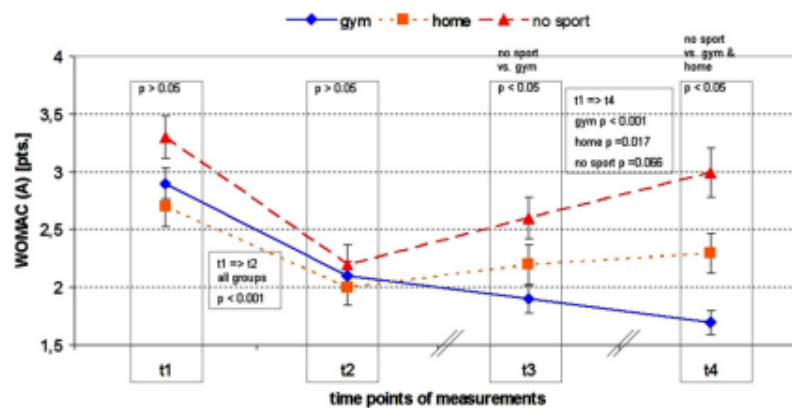 gym home no sport
no sport
vs. gym
no sport
vs. gym &
home
4
3,5
3
2,5
2
1,5
WOMAC (A) [pts.]
p > 0.05
p > 0.05
p < 0.05
p < 0.05
t1 => t4
gym p < 0.001
home p =0.017
no sport p =0.066
t1 => t2
all groups
p < 0.001
t1 t2 t3 t4
time points of measurements